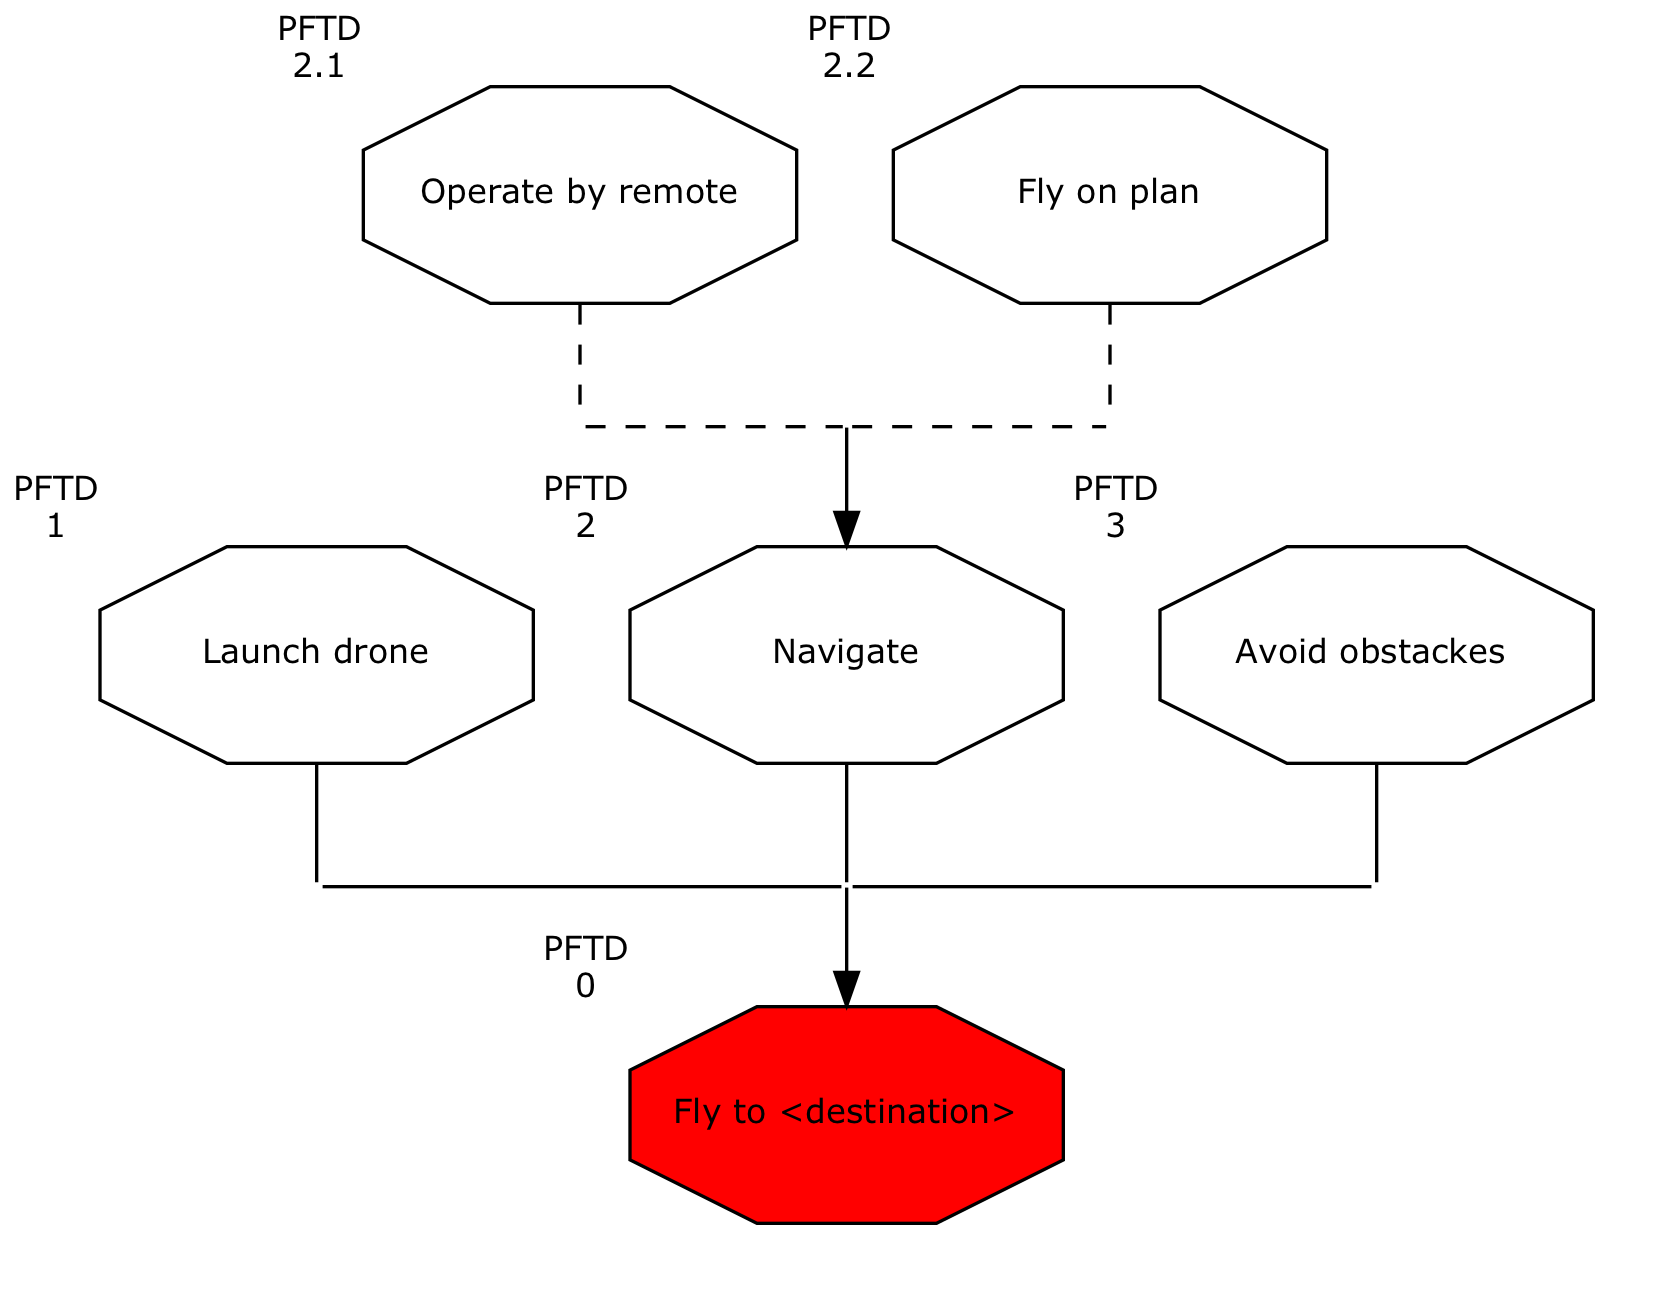 PFTD
2.1
PFTD
2.2
Operate by remote
Fly on plan
PFTD
1
PFTD
2
PFTD
3
Launch drone
Navigate
Avoid obstackes
PFTD
0
Fly to <destination>